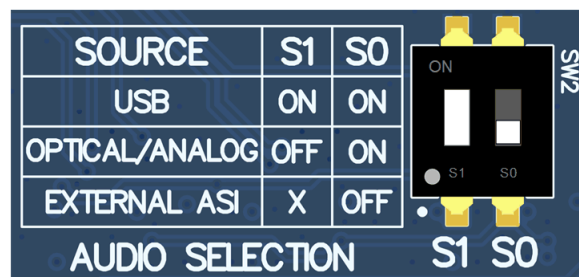 SOURCE S1 S0
USB ON ON
OPTICAL/ANALOG OFF ON
EXTERNAL ASI X OFF
AUDIO SELECTION
ON
S1 S0
S1 S0
SW2